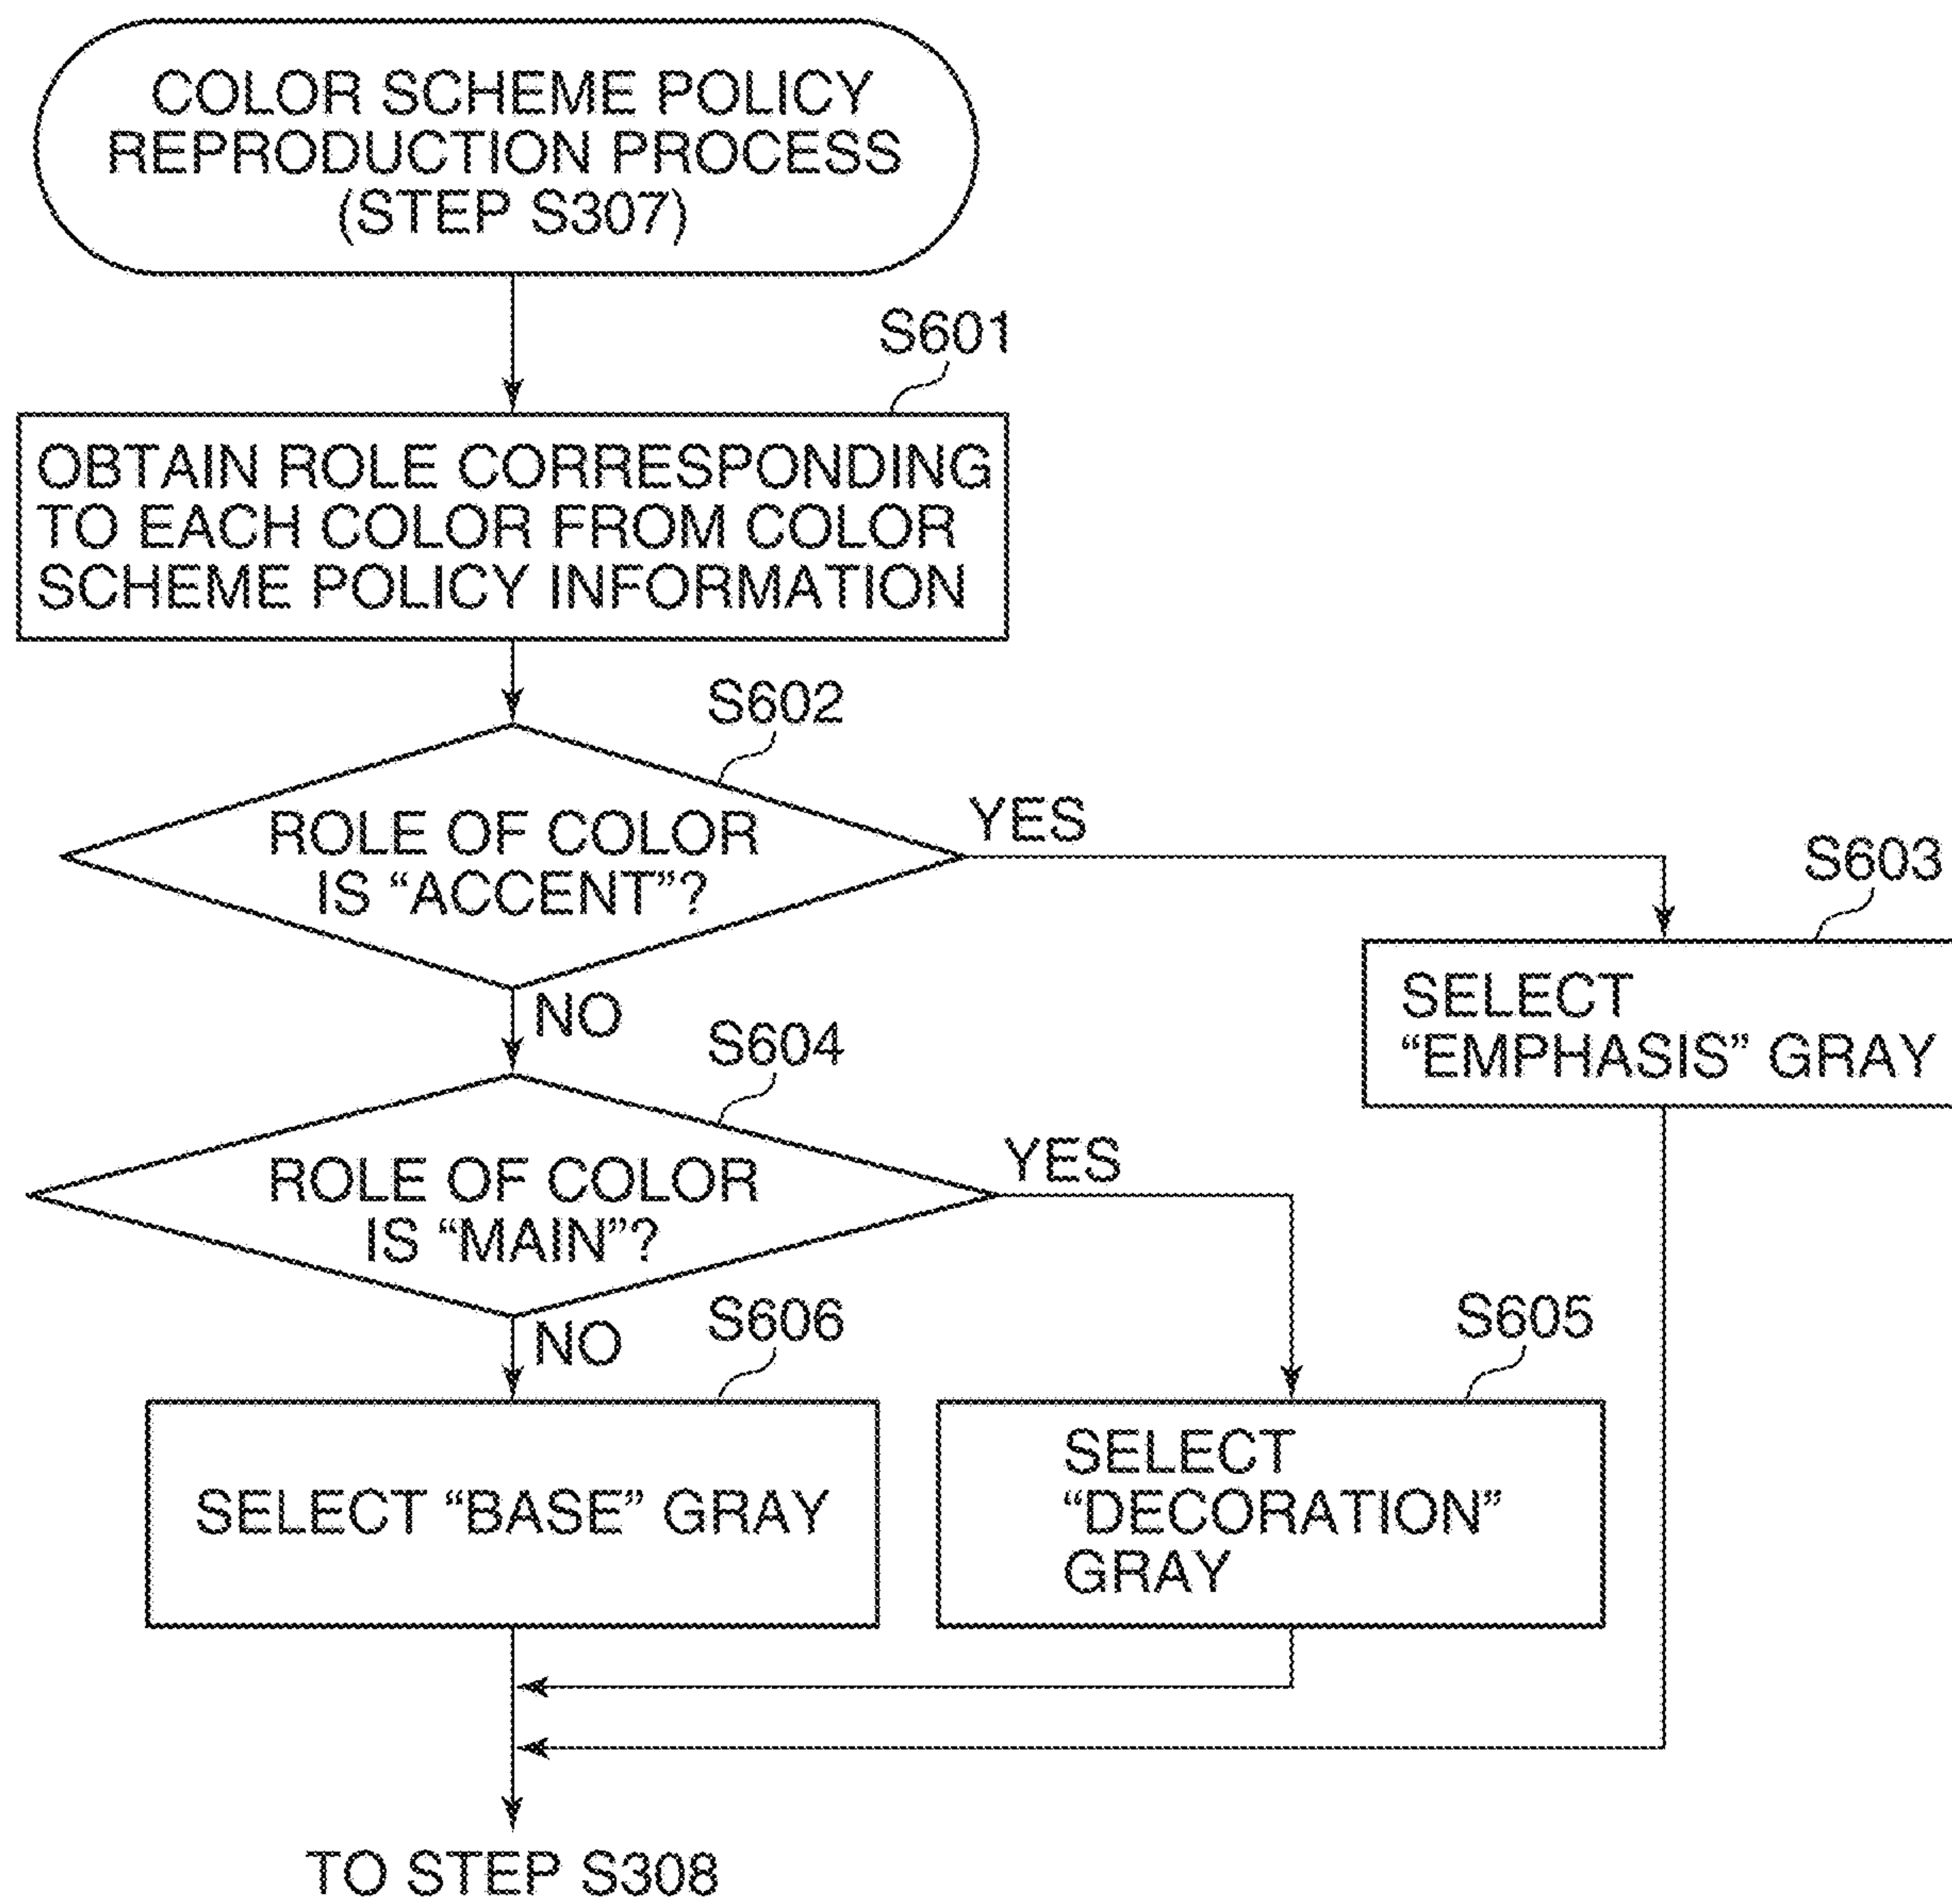 COLOR SCHEME POLICY
REPRODUCTION PROCESS
(STEP S307)
S601
OBTAIN ROLE CORRESPONDING
TO EACH COLOR FROM COLOR
SCHEME POLICY INFORMATION
S602
ROLE OF COLOR
IS “ACCENT”?
YES
NO
S603
SELECT
“EMPHASIS” GRAY
S604
ROLE OF COLOR
IS “MAIN”?
YES
NO
S606
SELECT “BASE” GRAY
S605
SELECT
“DECORATION”
GRAY
TO STEP S308